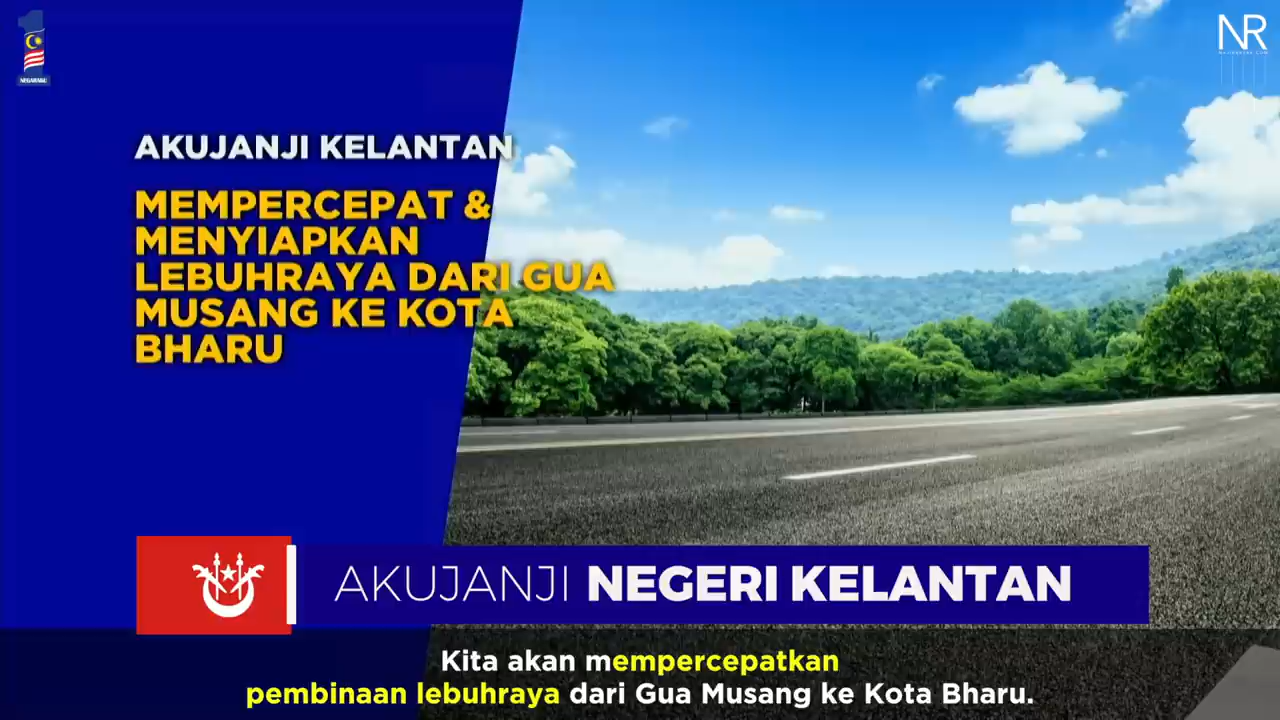 NEGARAKU
NR
AKUJANJI KELANTAN
MEMPERCEPAT &
MENYIAPKAN
LEBUHRAYA DARI GUA
MUSANG KE KOTA
BHARU
AKUJANJI NEGERI KELANTAN
Kita akan mempercepatkan
pembinaan lebuhraya dari Gua Musang ke Kota Bharu.